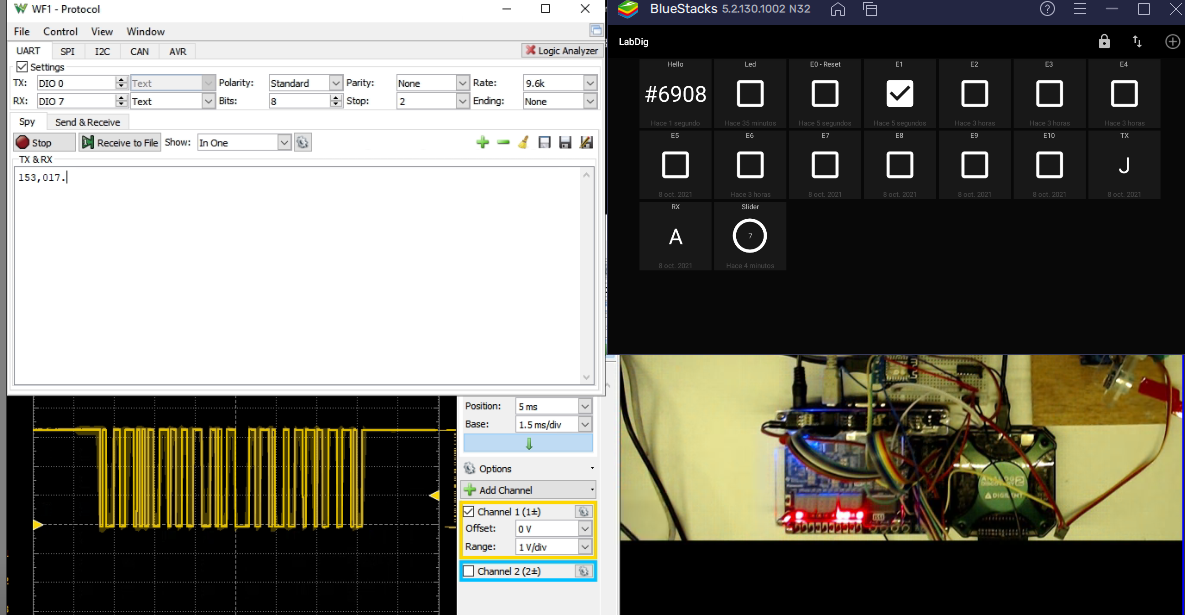 WF1 - Protocol
File Control View Window
UART SPI I2C CAN AVR Logic Analyzer
Settings
TX: DIO 0 Text Polarity: Standard Parity: None Rate: 9.6k
RX: DIO 7 Text Bits: 8 Stop: 2 Ending: None
Spy Send & Receive
Stop Receive to File Show: In One
TX & RX
153,017.
Position: 5 ms
Base: 1.5 ms/div
Options
Add Channel
Channel 1 (1±)
Offset: 0 V
Range: 1 V/div
Channel 2 (2±)
BlueStacks 5.2.130.1002 N32
LabDig
Hello Led E0 - Reset E1 E2 E3 E4
#6908
Hace 1 segundo Hace 28 minutos Hace 5 segundos Hace 5 segundos Hace 3 horas Hace 3 horas Hace 3 horas
E5 E6 E7 E8 E9 E10 TX
J
8 oct. 2021 Hace 3 horas 8 oct. 2021 8 oct. 2021 8 oct. 2021 8 oct. 2021 8 oct. 2021
RX Slider
A ?
8 oct. 2021 Hace 4 minutos
DIGILENT